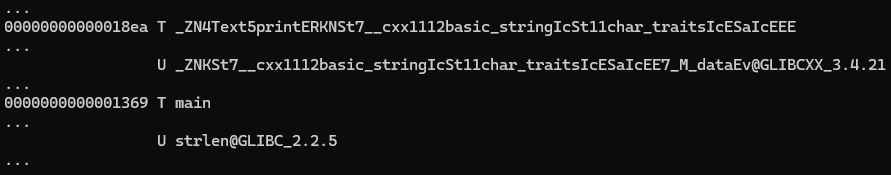 ...
00000000000018ea T _ZN4Text5printERKNSt7__cxx1112basic_stringIcSt11char_traitsIcESaIcEEE
...
U _ZNKSt7__cxx1112basic_stringIcSt11char_traitsIcESaIcEE7_M_dataEv@GLIBCXX_3.4.21
...
0000000000001369 T main
...
U strlen@GLIBC_2.2.5
...